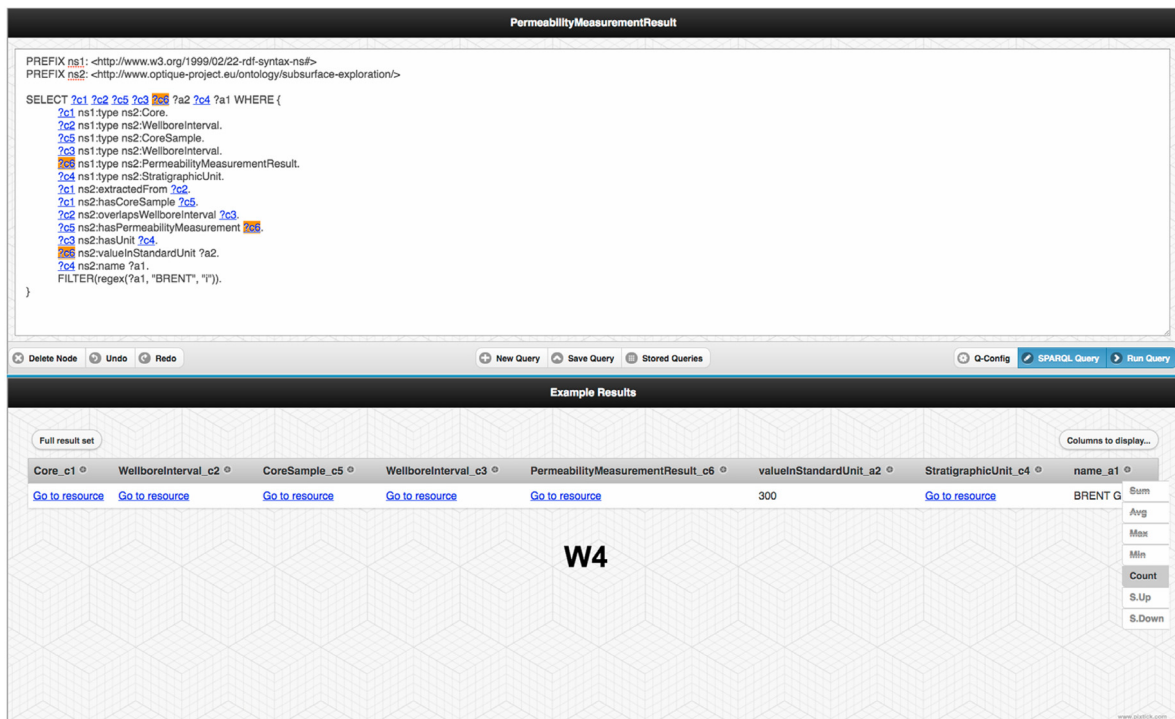 PermeabilityMeasurementResult
PREFIX ns1: <http://www.w3.org/1999/02/22-rdf-syntax-ns#>
PREFIX ns2: <http://www.optique-project.eu/ontology/subsurface-exploration/>
SELECT ?c1 ?c2 ?c5 ?c3 ?c6 ?a2 ?c4 ?a1 WHERE {
?c1 ns1:type ns2:Core.
?c2 ns1:type ns2:WellboreInterval.
?c5 ns1:type ns2:CoreSample.
?c3 ns1:type ns2:WellboreInterval.
?c6 ns1:type ns2:PermeabilityMeasurementResult.
?c4 ns1:type ns2:StratigraphicUnit.
?c1 ns2:extractedFrom ?c2.
?c1 ns2:hasCoreSample ?c5.
?c2 ns2:overlapsWellboreInterval ?c3.
?c5 ns2:hasPermeabilityMeasurement ?c6.
?c3 ns2:hasUnit ?c4.
?c6 ns2:valueInStandardUnit ?a2.
?c4 ns2:name ?a1.
FILTER(regex(?a1, "BRENT", "i")).
}
Delete Node Undo Redo New Query Save Query Stored Queries Q-Config SPARQL Query Run Query
Example Results
Full result set Columns to display...
Core_c1 WellboreInterval_c2 CoreSample_c5 WellboreInterval_c3 PermeabilityMeasurementResult_c6 valueInStandardUnit_a2 StratigraphicUnit_c4 name_a1
Go to resource Go to resource Go to resource Go to resource Go to resource 300 Go to resource BRENT G
Sum
Avg
Max
Min
Count
S.Up
S.Down
W4